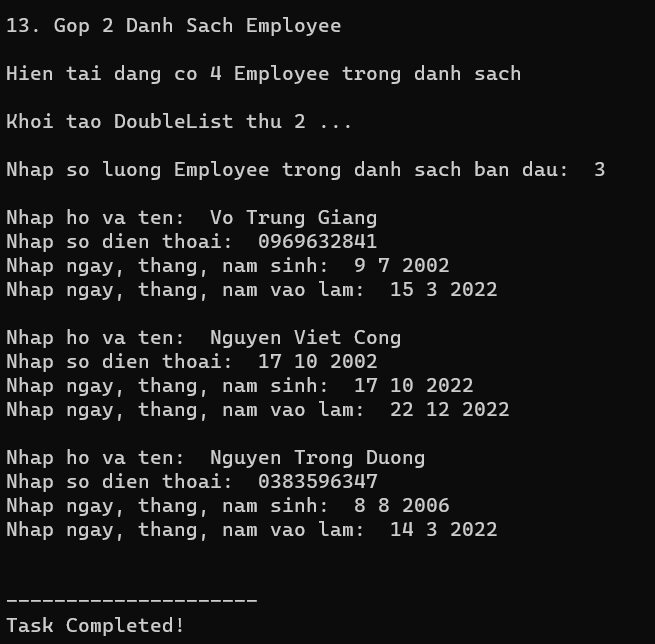 13. Gop 2 Danh Sach Employee
Hien tai dang co 4 Employee trong danh sach
Khoi tao DoubleList thu 2 ...
Nhap so luong Employee trong danh sach ban dau:  3
Nhap ho va ten:  Vo Trung Giang
Nhap so dien thoai:  0969632841
Nhap ngay, thang, nam sinh:  9 7 2002
Nhap ngay, thang, nam vao lam:  15 3 2022
Nhap ho va ten:  Nguyen Viet Cong
Nhap so dien thoai:  17 10 2002
Nhap ngay, thang, nam sinh:  17 10 2022
Nhap ngay, thang, nam vao lam:  22 12 2022
Nhap ho va ten:  Nguyen Trong Duong
Nhap so dien thoai:  0383596347
Nhap ngay, thang, nam sinh:  8 8 2006
Nhap ngay, thang, nam vao lam:  14 3 2022
_____________________
Task Completed!